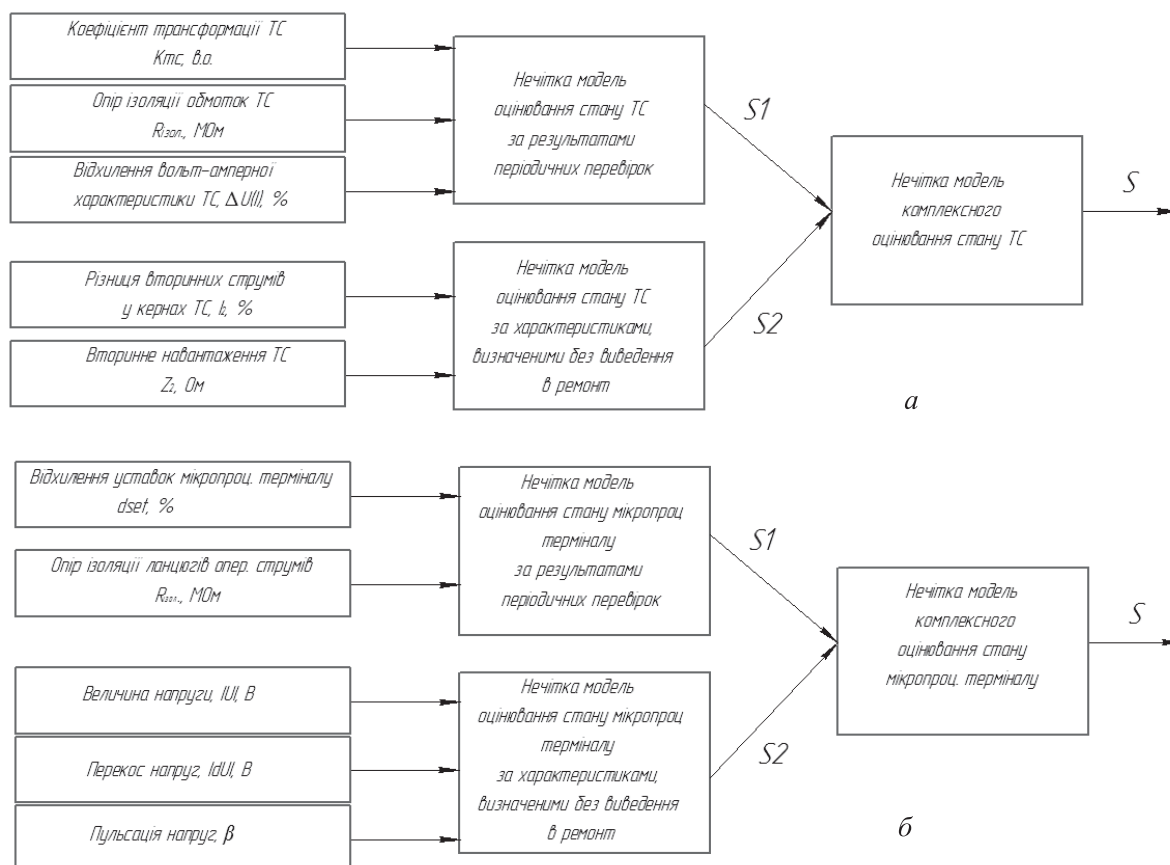 Коефіцієнт трансформації ТС
Kтс, в.о.
Опір ізоляції обмоток ТС
Rізол., МОм
Відхилення вольт-амперної
характеристики ТС, ΔU(I), %
Нечітка модель
оцінювання стану ТС
за результатами
періодичних перевірок
S1
Різниця вторинних струмів
у кернах ТС, I₂, %
Вторинне навантаження ТС
Z₂, Ом
Нечітка модель
оцінювання стану ТС
за характеристиками,
визначеними без виведення
в ремонт
S2
Нечітка модель
комплексного
оцінювання стану ТС
S
а
Відхилення уставок мікропроц. терміналу
dset, %
Опір ізоляції ланцюгів опер. струмів
Rізол., МОм
Нечітка модель
оцінювання стану мікропроц
терміналу
за результатами
періодичних перевірок
S1
Величина напруги, |U|, В
Перекос напруг, |dU|, В
Пульсація напруг, β
Нечітка модель
оцінювання стану мікропроц
терміналу
за характеристиками,
визначеними без виведення
в ремонт
S2
Нечітка модель
комплексного
оцінювання стану
мікропроц. терміналу
S
б